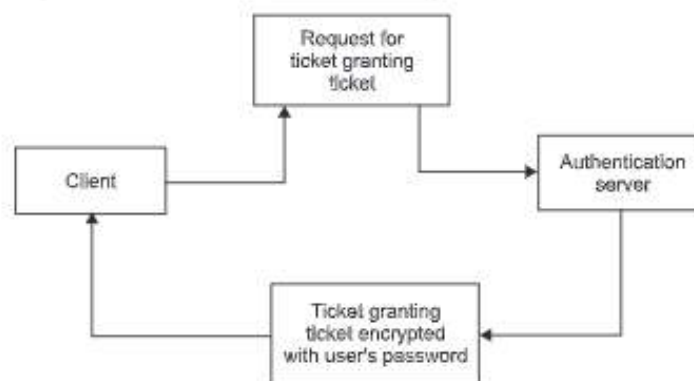 Request for
ticket granting
ticket
Client
Authentication
server
Ticket granting
ticket encrypted
with user's password